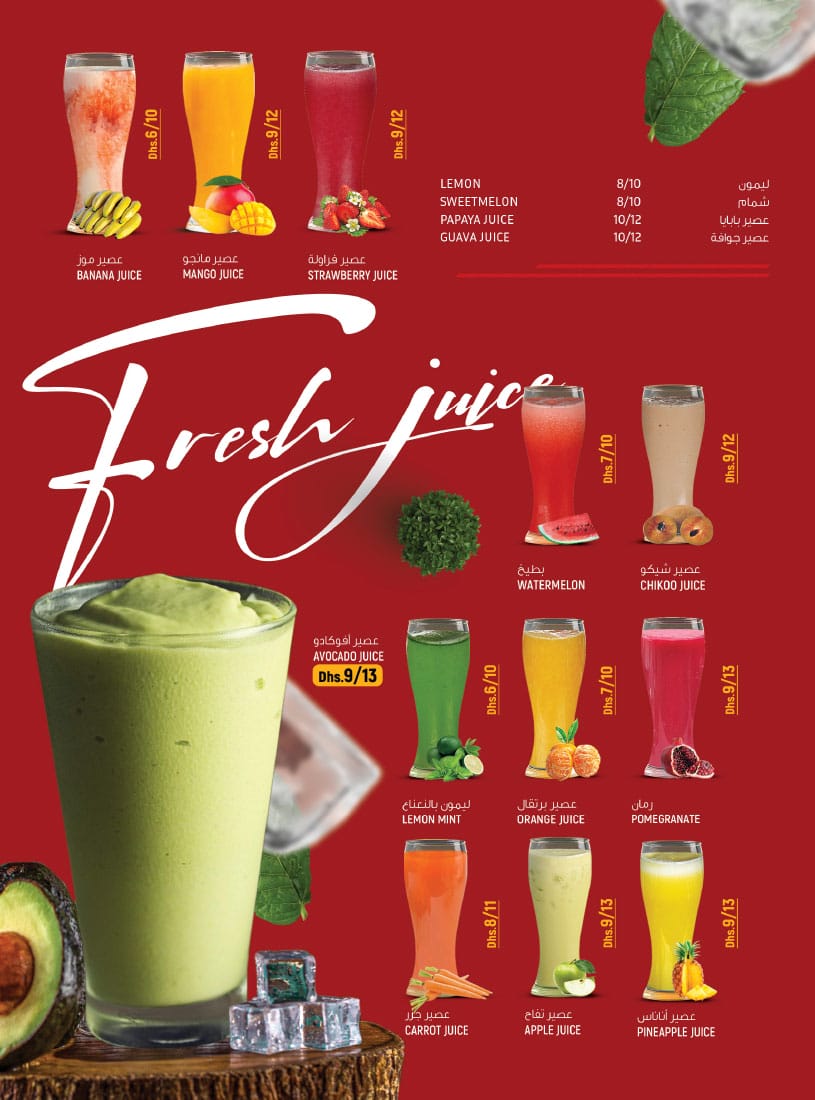 Dhs.6/10
عصير موز
BANANA JUICE
Dhs.9/12
عصير مانجو
MANGO JUICE
Dhs.9/12
عصير فراولة
STRAWBERRY JUICE
LEMON 8/10 ليمون
SWEETMELON 8/10 شمام
PAPAYA JUICE 10/12 عصير بابايا
GUAVA JUICE 10/12 عصير جوافة
Fresh juice
Dhs.7/10
بطيخ
WATERMELON
Dhs.9/12
عصير شيكو
CHIKOO JUICE
عصير أفوكادو
AVOCADO JUICE
Dhs.9/13
Dhs.6/10
ليمون بالنعناع
LEMON MINT
Dhs.7/10
عصير برتقال
ORANGE JUICE
Dhs.9/13
رمان
POMEGRANATE
Dhs.8/11
عصير جزر
CARROT JUICE
Dhs.9/13
عصير تفاح
APPLE JUICE
Dhs.9/13
عصير أناناس
PINEAPPLE JUICE